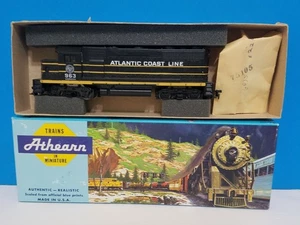 ATLANTIC COAST LINE
953
TRAINS
Athearn
IN
MINIATURE
AUTHENTIC - REALISTIC
Scaled from official blue prints
MADE IN U.S.A.